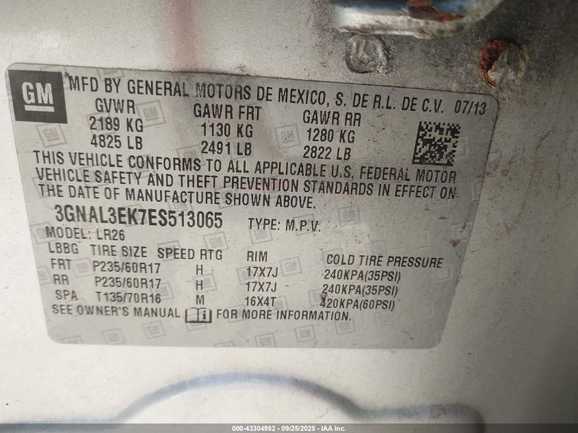 GM
MFD BY GENERAL MOTORS DE MEXICO, S. DE R.L. DE C.V. 07/13
GVWR GAWR FRT GAWR RR
2189 KG 1130 KG 1280 KG
4825 LB 2491 LB 2822 LB
THIS VEHICLE CONFORMS TO ALL APPLICABLE U.S. FEDERAL MOTOR
VEHICLE SAFETY AND THEFT PREVENTION STANDARDS IN EFFECT ON
THE DATE OF MANUFACTURE SHOWN ABOVE.
3GNAL3EK7ES513065 TYPE: M.P.V.
MODEL: LR26
LBBG TIRE SIZE SPEED RTG RIM COLD TIRE PRESSURE
FRT P235/60R17 H 17X7J 240KPA(35PSI)
RR P235/60R17 H 17X7J 240KPA(35PSI)
SPA T135/70R16 M 16X4T 420KPA(60PSI)
SEE OWNER'S MANUAL FOR MORE INFORMATION.
000-43304992 - 09/25/2025 - IAA Inc.